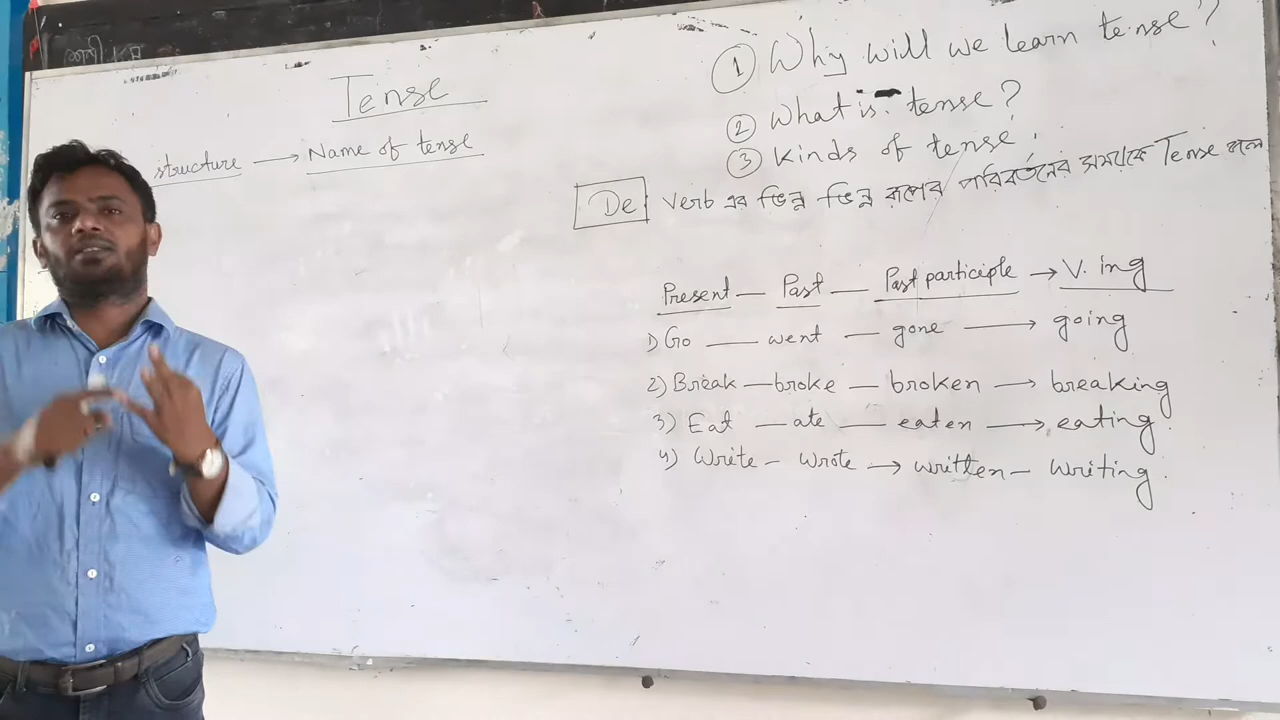 Tense
structure → Name of tense
① Why will we learn tense?
② What is tense?
③ Kinds of tense
De Verb এর ভিন্ন ভিন্ন রূপের পরিবর্তনের সময়কে Tense বলে
Present — Past — Past participle → V. ing
1) Go — went — gone → going
2) Break — broke — broken → breaking
3) Eat — ate — eaten → eating.
4) Write – wrote → written – writing.